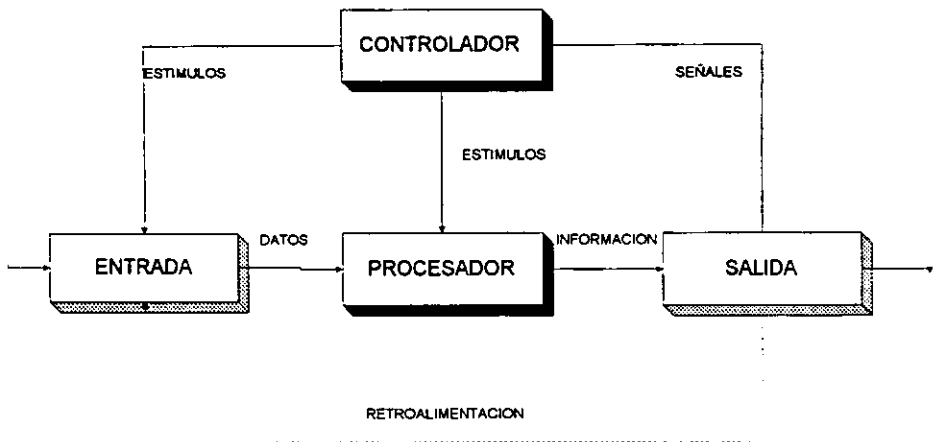 CONTROLADOR
ESTIMULOS
SEÑALES
ESTIMULOS
DATOS
INFORMACION
ENTRADA
PROCESADOR
SALIDA
RETROALIMENTACION